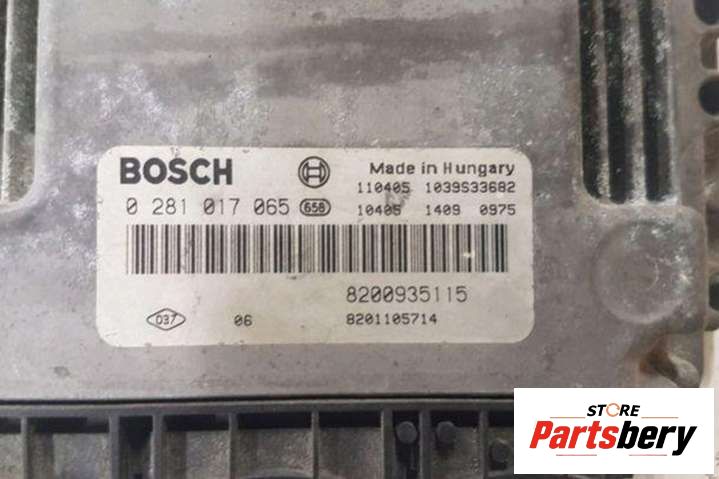 BOSCH Made in Hungary
110405 1039S33682
0 281 017 065 658 10405 1409 0975
8200935115
D37 06 8201105714
STORE
Partsbery